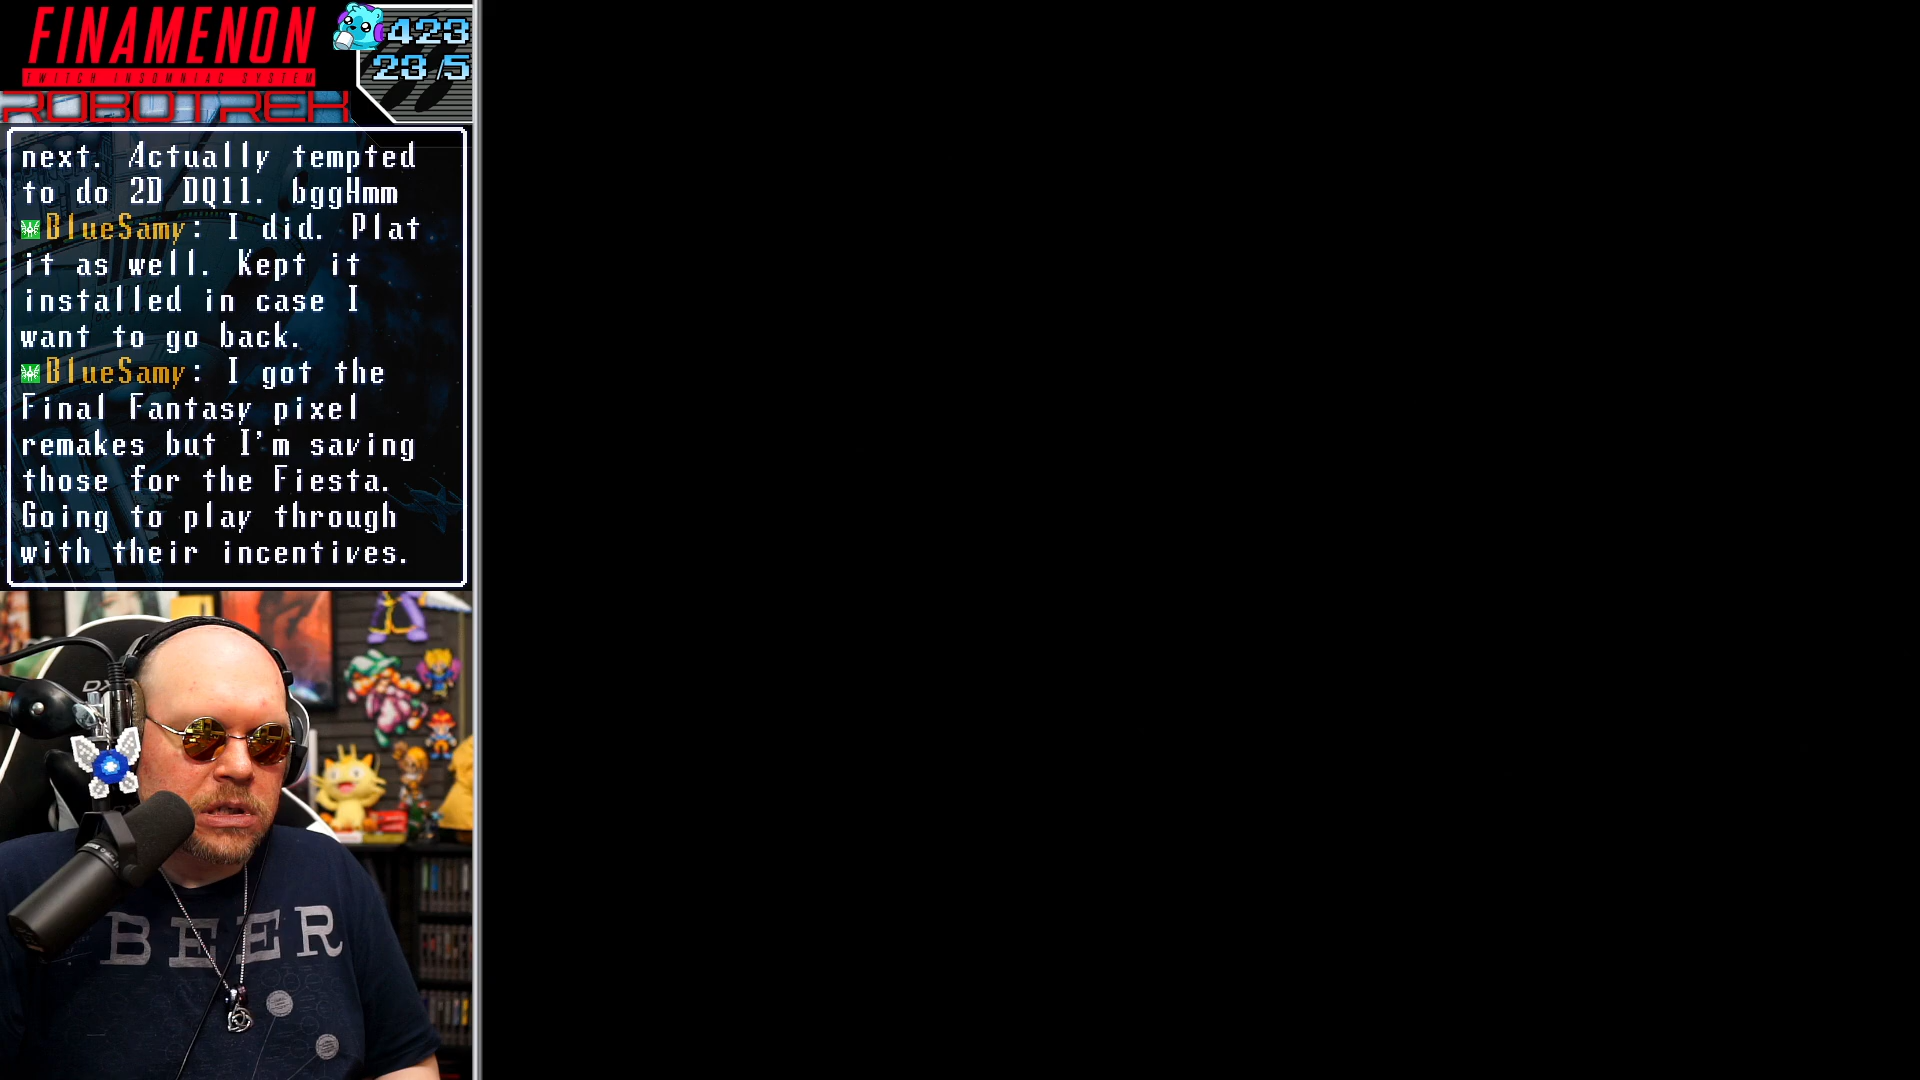 FINAMENON
TWITCH INSOMNIAC SYSTEM
423
23/5
ROBOTREK
next. Actually tempted
to do 2D DQ11. bggHmm
BlueSamy: I did. Plat
it as well. Kept it
installed in case I
want to go back.
BlueSamy: I got the
Final Fantasy pixel
remakes but I'm saving
those for the Fiesta.
Going to play through
with their incentives.
DX
BEER